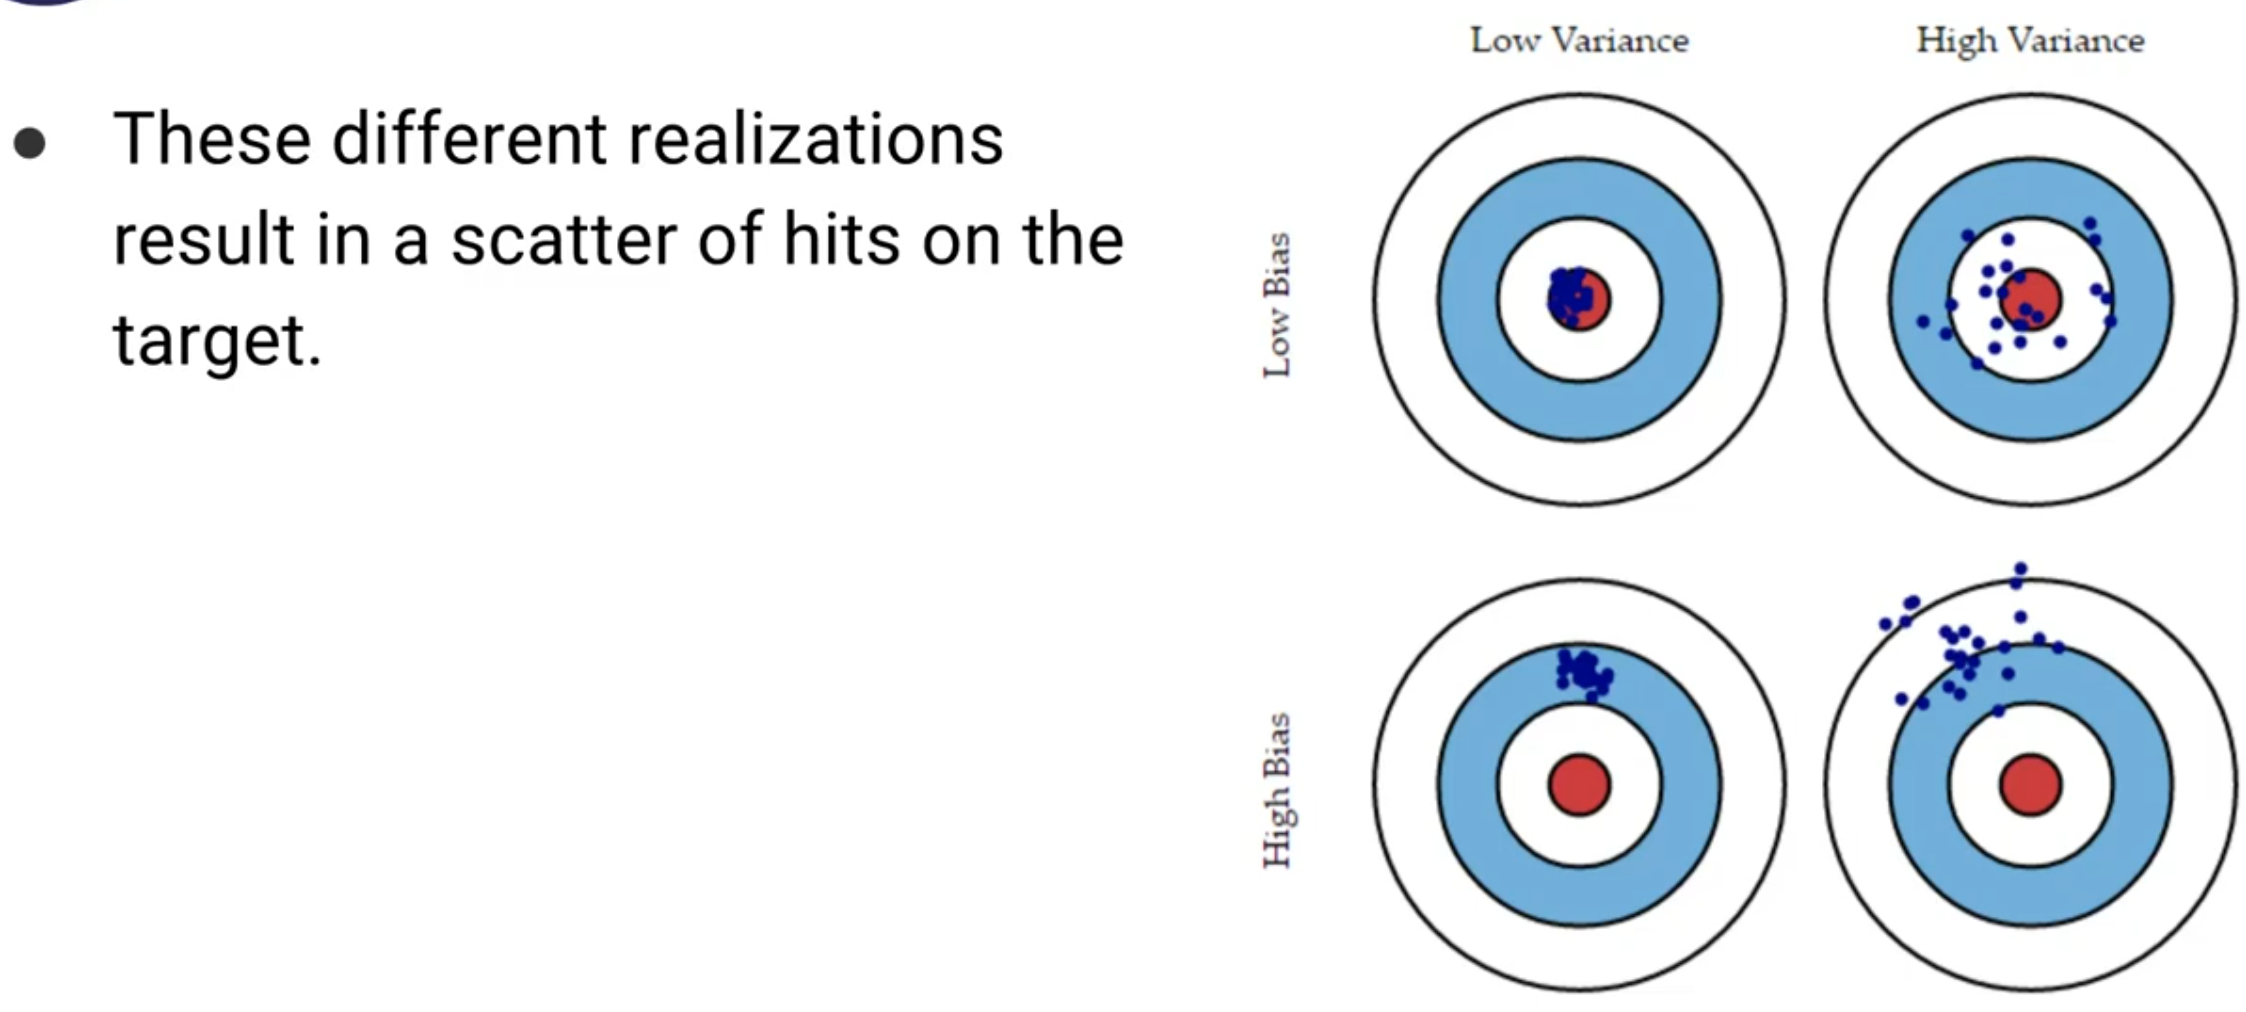 ● These different realizations
result in a scatter of hits on the
target.
Low Variance
High Variance
Low Bias
High Bias